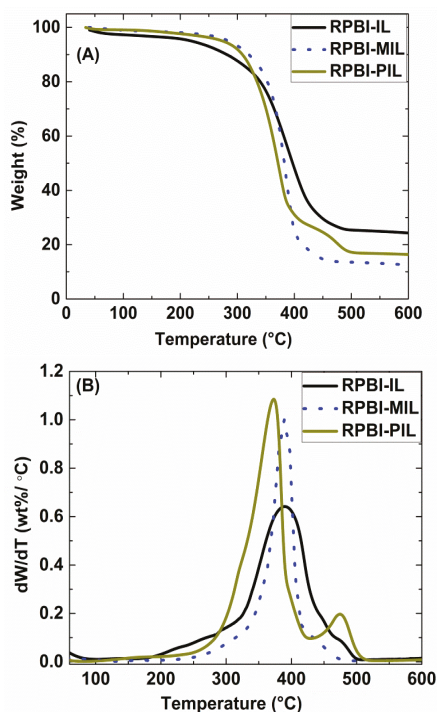 100
80
60
40
20
0
Weight (%)
(A)
RPBI-IL
RPBI-MIL
RPBI-PIL
0 100 200 300 400 500 600
Temperature (°C)
1.2
1.0
0.8
0.6
0.4
0.2
0.0
dW/dT (wt%/ °C)
(B)
RPBI-IL
RPBI-MIL
RPBI-PIL
100 200 300 400 500 600
Temperature (°C)